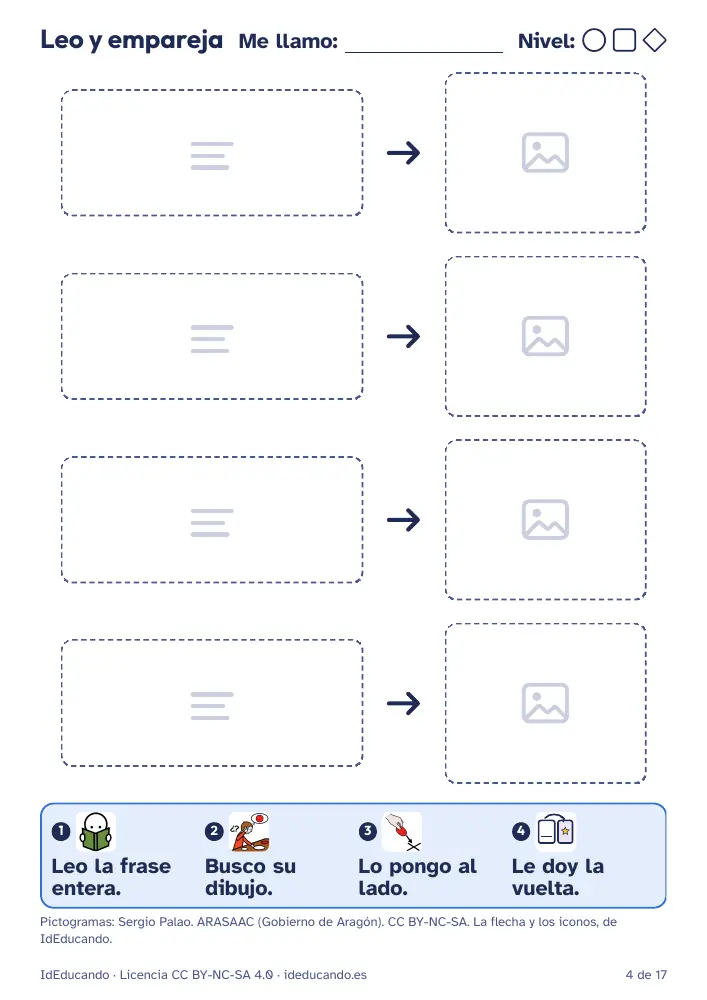 Leo y empareja Me llamo: Nivel:
1 2 ¿? 3 4
Leo la frase entera.
Busco su dibujo.
Lo pongo al lado.
Le doy la vuelta.
Pictogramas: Sergio Palao. ARASAAC (Gobierno de Aragón). CC BY-NC-SA. La flecha y los iconos, de
IdEducando.
IdEducando · Licencia CC BY-NC-SA 4.0 · ideducando.es 4 de 17